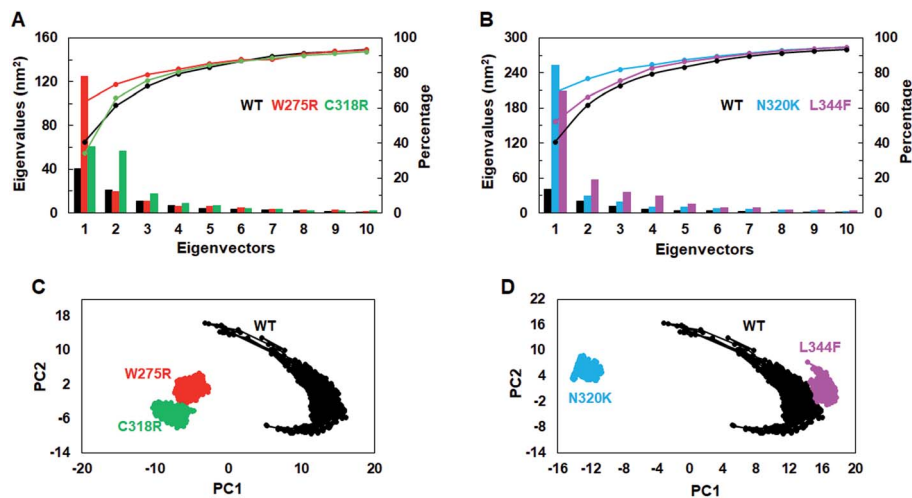 A
160
120
80
40
0
Eigenvalues (nm²)
100
80
60
40
20
0
Percentage
WT W275R C318R
1 2 3 4 5 6 7 8 9 10
Eigenvectors
B
300
240
180
120
60
0
Eigenvalues (nm²)
100
80
60
40
20
0
Percentage
WT N320K L344F
1 2 3 4 5 6 7 8 9 10
Eigenvectors
C
18
10
2
-6
-14
PC2
WT
W275R
C318R
-20 -10 0 10 20
PC1
D
22
16
10
4
-2
-8
-14
PC2
WT
L344F
N320K
-16 -12 -8 -4 0 4 8 12 16 20
PC1